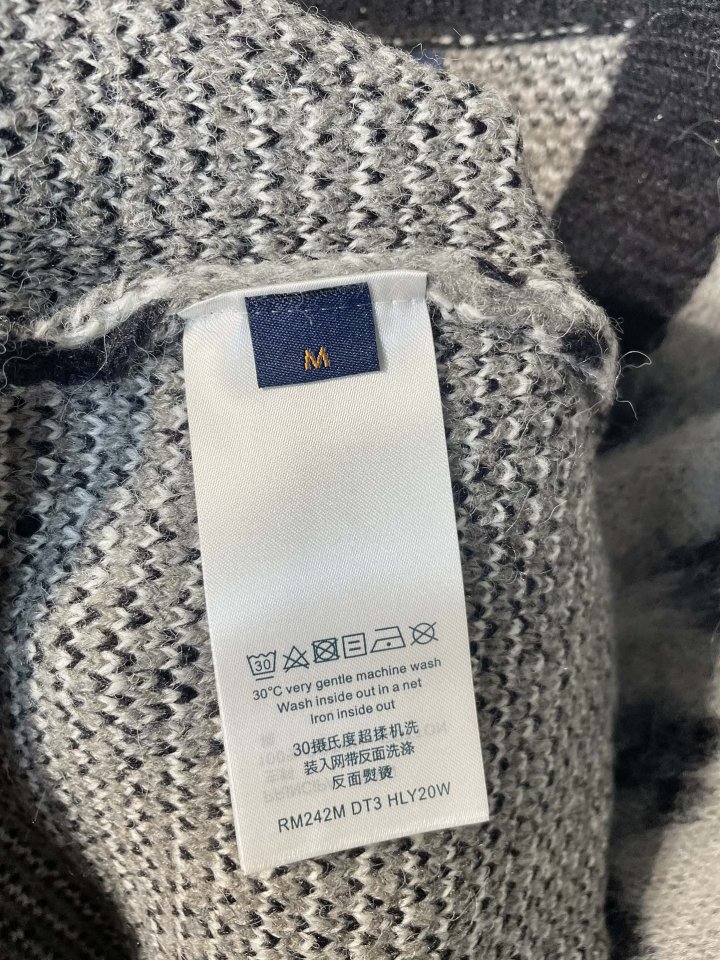 M
30
30°C very gentle machine wash
Wash inside out in a net
Iron inside out
30摄氏度超揉机洗
装入网带反面洗涤
反面熨烫
RM242M DT3 HLY20W